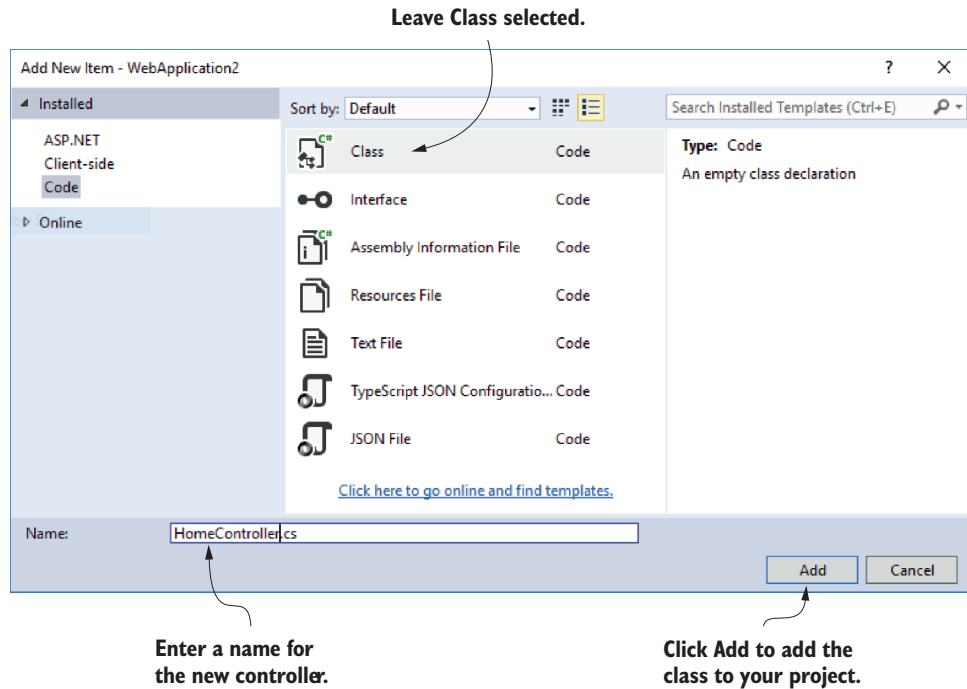 Leave Class selected.
Add New Item - WebApplication2
?
Installed
ASP.NET
Client-side
Code
Online
Sort by: Default
Class Code
Interface Code
Assembly Information File Code
Resources File Code
Text File Code
TypeScript JSON Configuratio... Code
JSON File Code
Click here to go online and find templates.
Search Installed Templates (Ctrl+E)
Type: Code
An empty class declaration
Name: HomeController.cs
Add Cancel
Enter a name for
the new controller.
Click Add to add the
class to your project.